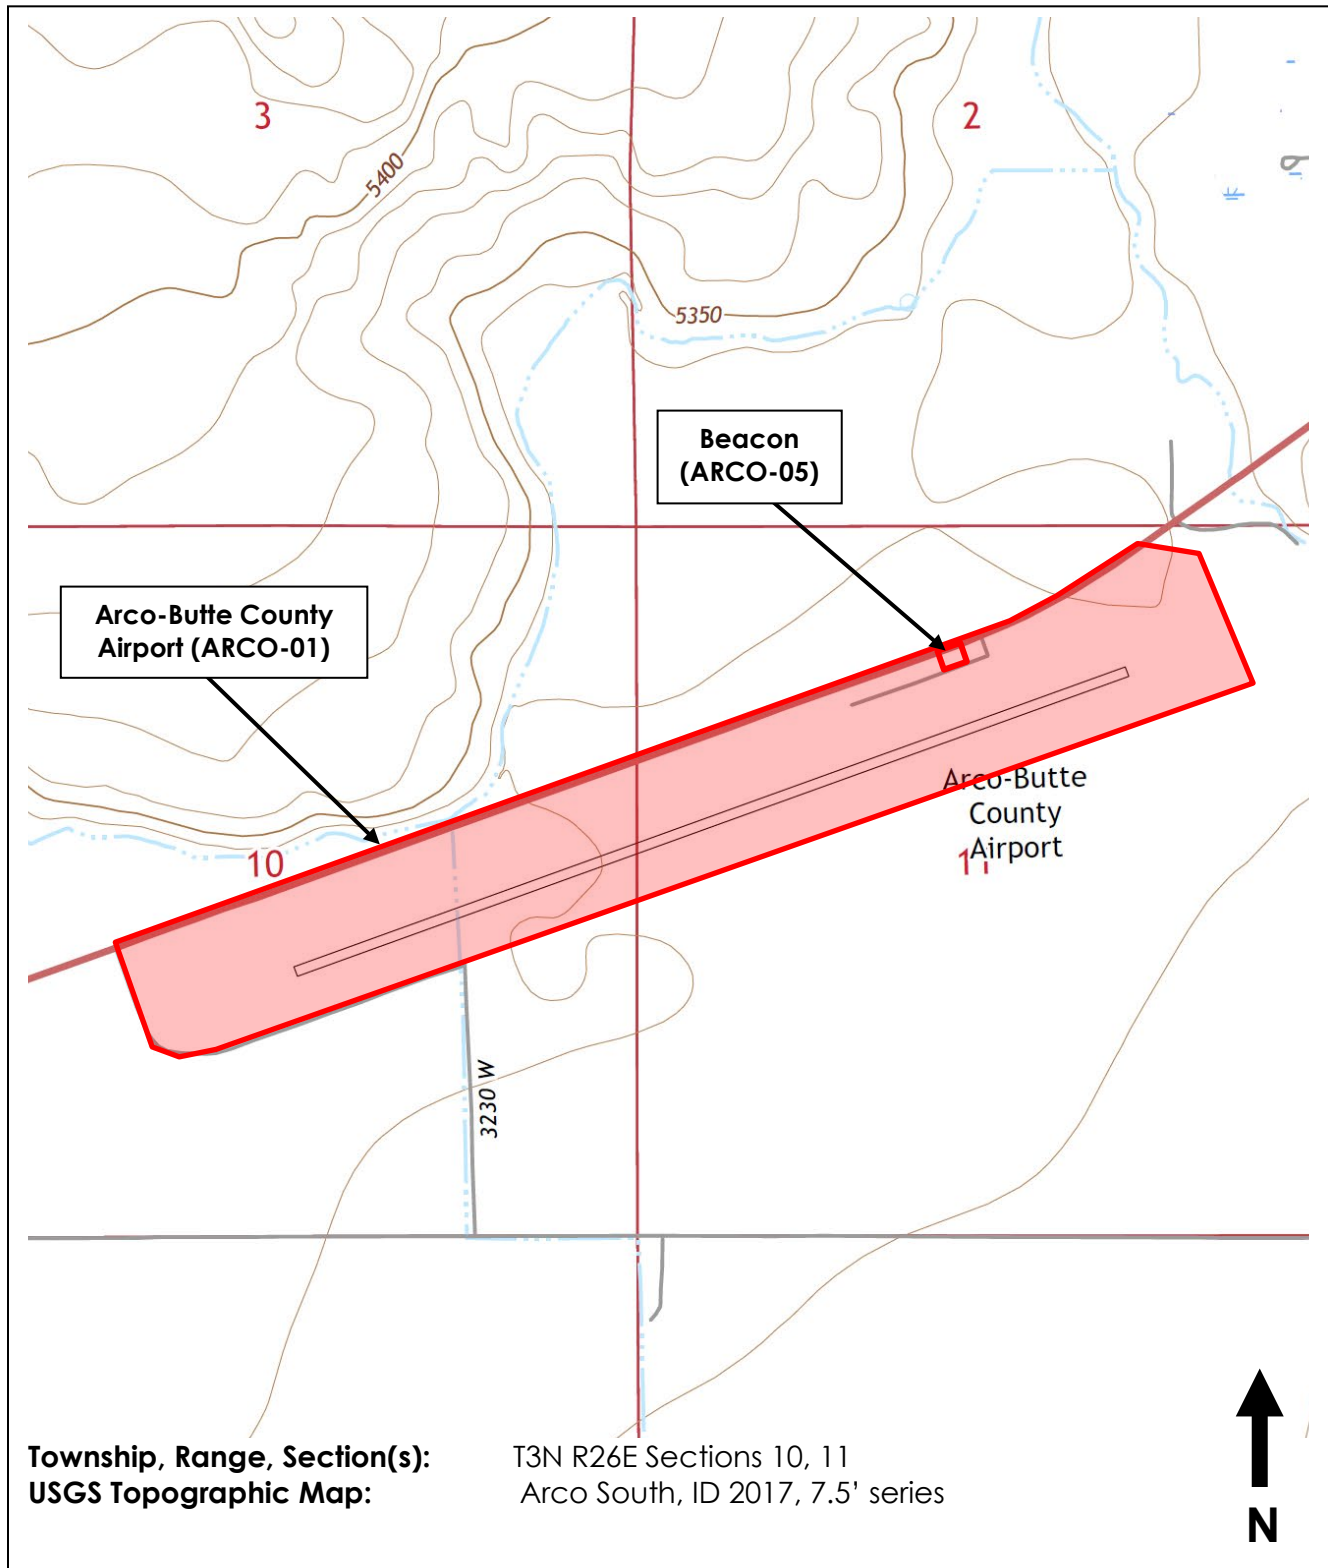 3
2
5400
5350
Beacon
(ARCO-05)
Arco-Butte County
Airport (ARCO-01)
Arco-Butte
County
Airport
10
11
3230 W
Township, Range, Section(s): T3N R26E Sections 10, 11
USGS Topographic Map: Arco South, ID 2017, 7.5’ series
N